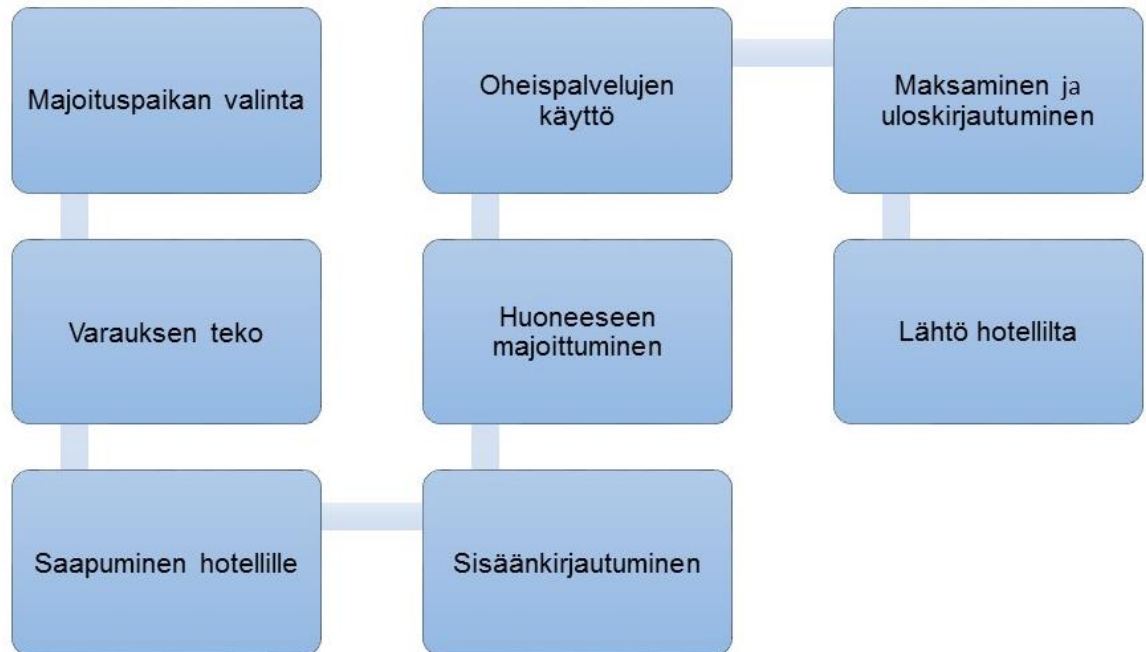 Majoituspaikan valinta
Varauksen teko
Saapuminen hotellille
Sisäänkirjautuminen
Huoneeseen
majoittuminen
Oheispalvelujen
käyttö
Maksaminen ja
uloskirjautuminen
Lähtö hotellilta